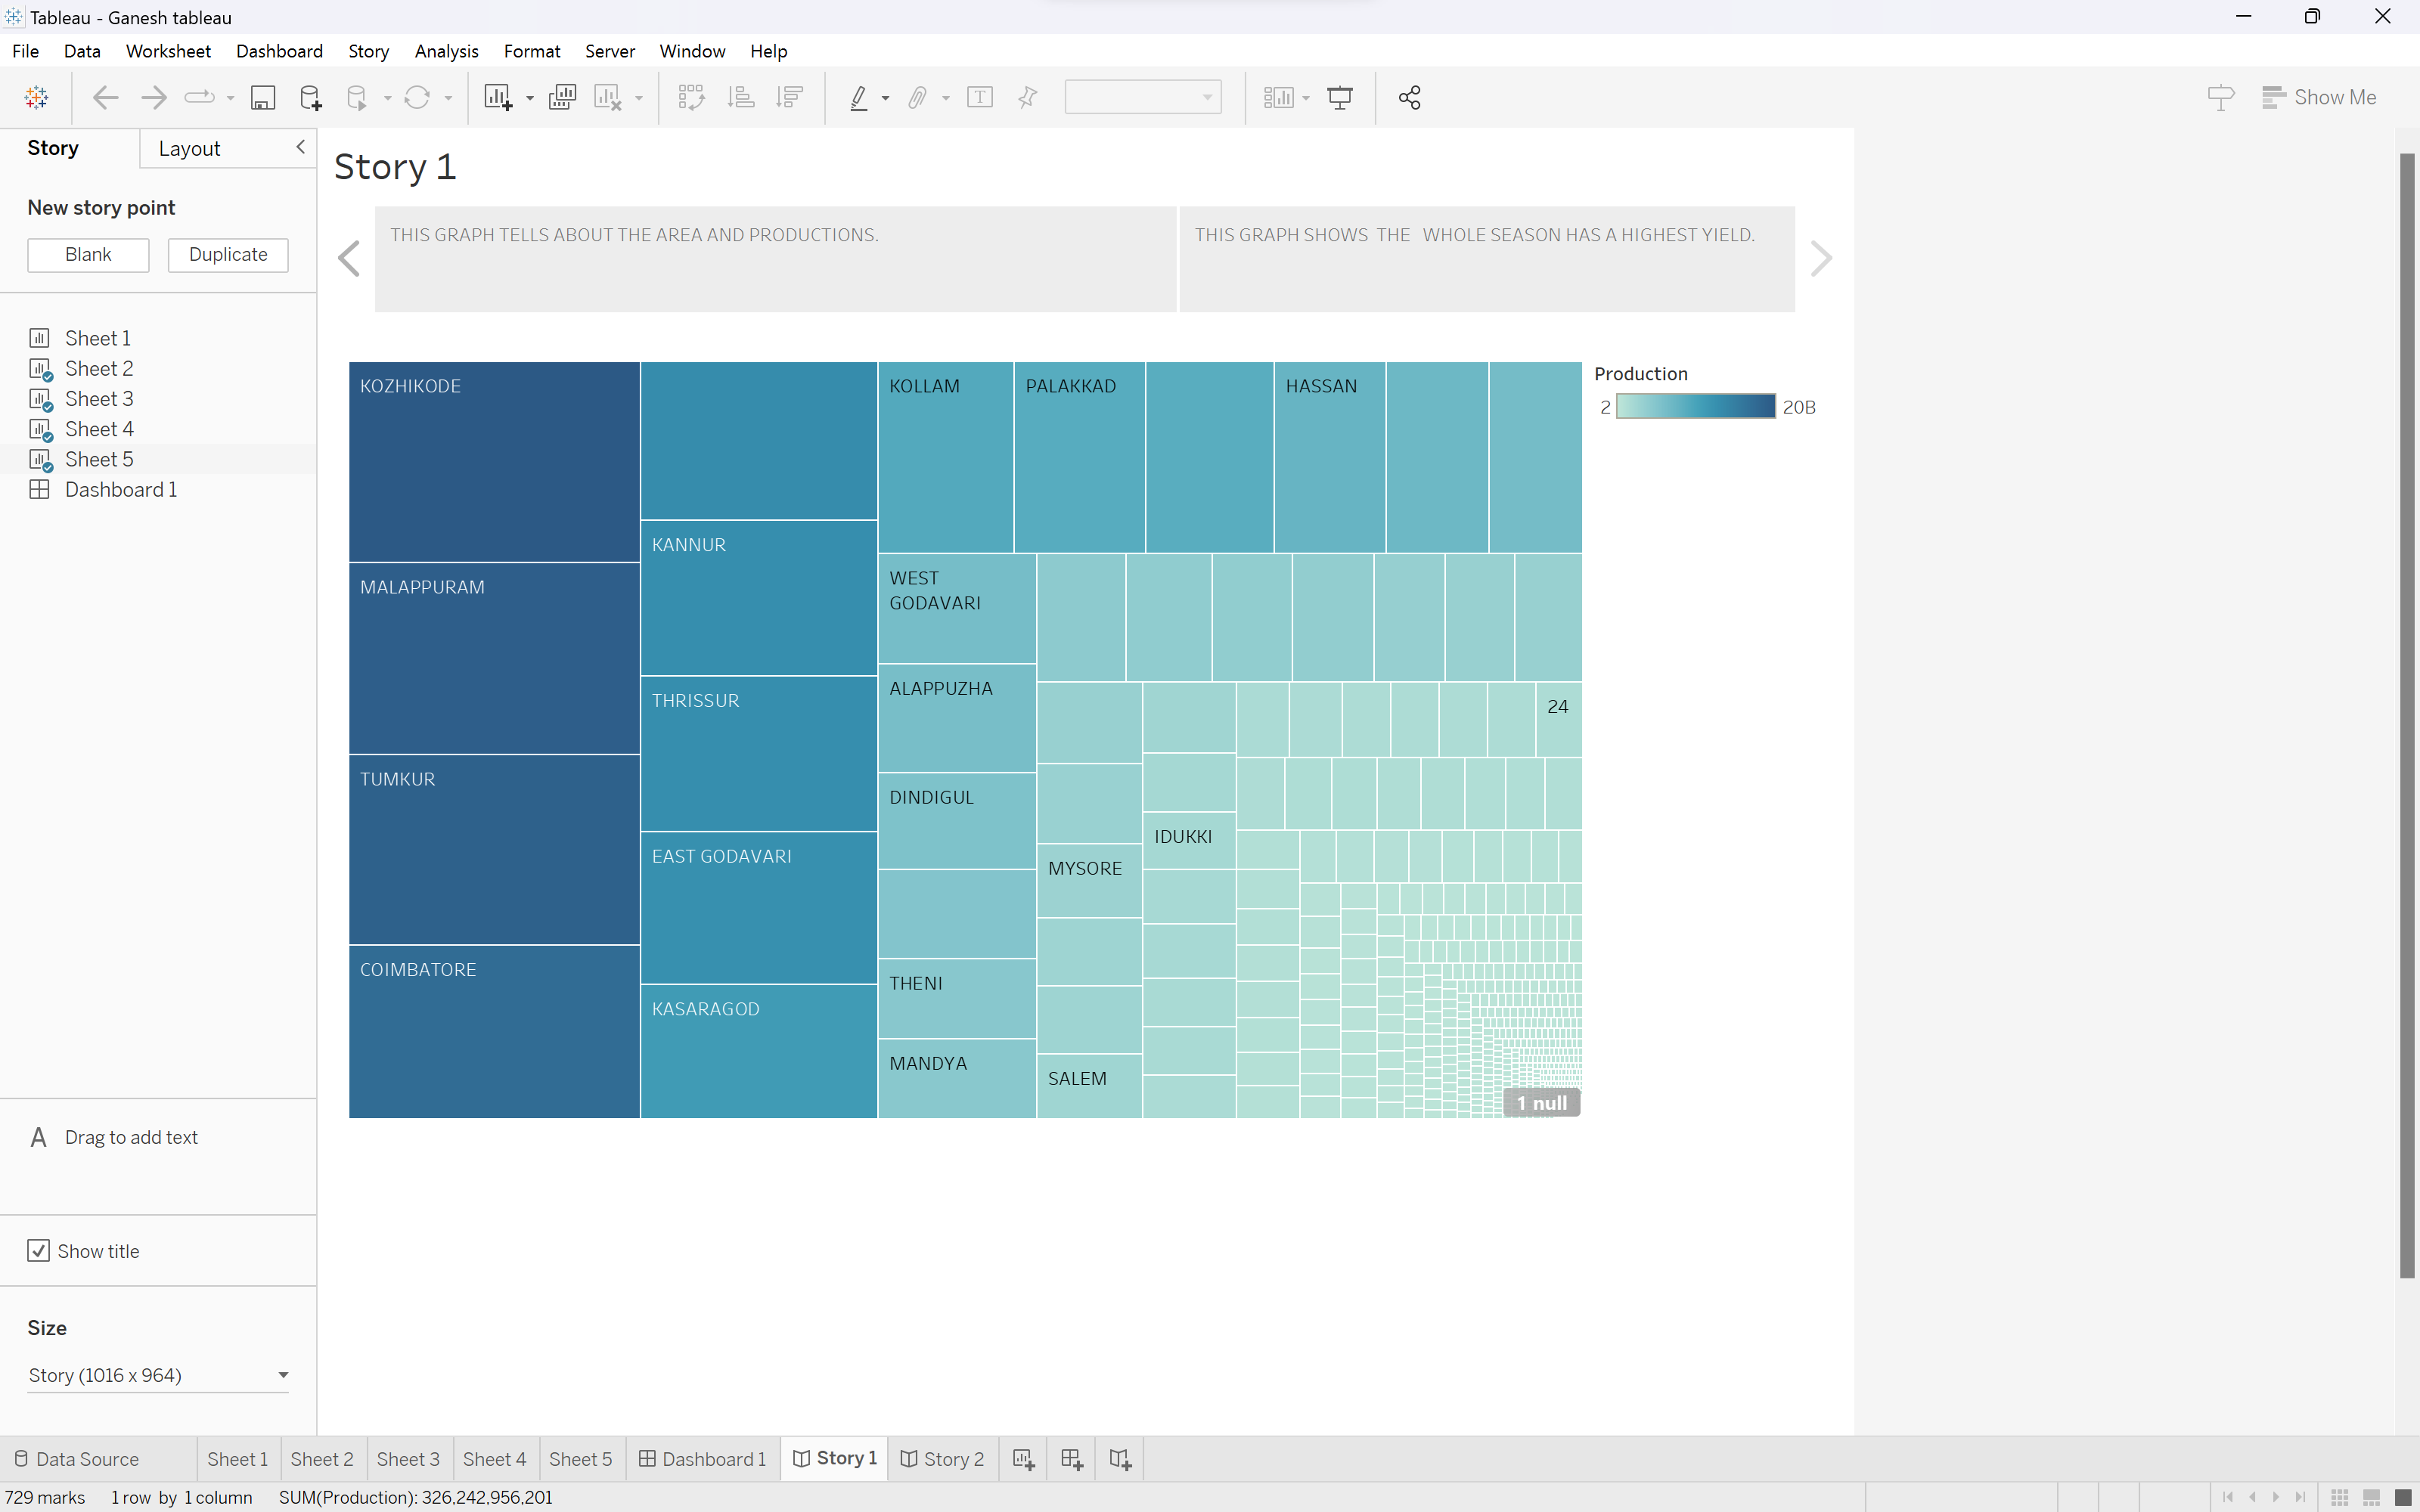 Tableau - Ganesh tableau
File Data Worksheet Dashboard Story Analysis Format Server Window Help
Show Me
Story Layout
New story point
Blank Duplicate
Sheet 1
Sheet 2
Sheet 3
Sheet 4
Sheet 5
Dashboard 1
A Drag to add text
Show title
Size
Story (1016 x 964)
Story 1
THIS GRAPH TELLS ABOUT THE AREA AND PRODUCTIONS.
THIS GRAPH SHOWS THE WHOLE SEASON HAS A HIGHEST YIELD.
KOZHIKODE
MALAPPURAM
TUMKUR
COIMBATORE
KANNUR
THRISSUR
EAST GODAVARI
KASARAGOD
KOLLAM
PALAKKAD
HASSAN
WEST
GODAVARI
ALAPPUZHA
DINDIGUL
THENI
MANDYA
MYSORE
SALEM
IDUKKI
24
1 null
Production
2 20B
Data Source Sheet 1 Sheet 2 Sheet 3 Sheet 4 Sheet 5 Dashboard 1 Story 1 Story 2
729 marks 1 row by 1 column SUM(Production): 326,242,956,201